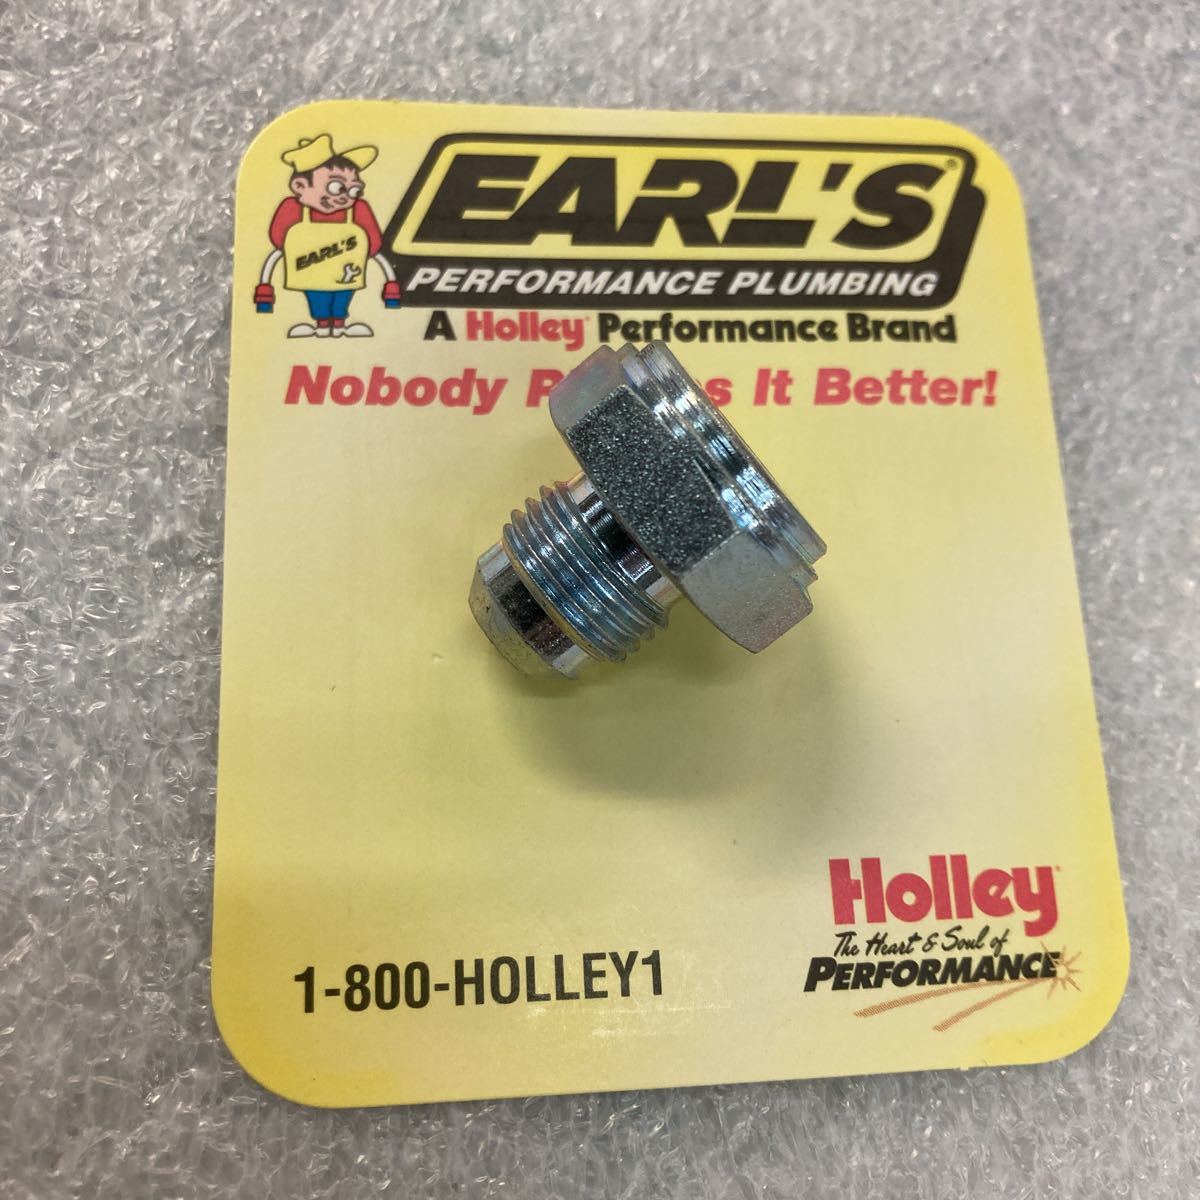 EARL'S®
EARL'S
PERFORMANCE PLUMBING
A Holley Performance Brand
Nobody It Better!
Holley
The Heart & Soul of
PERFORMANCE
1-800-HOLLEY1